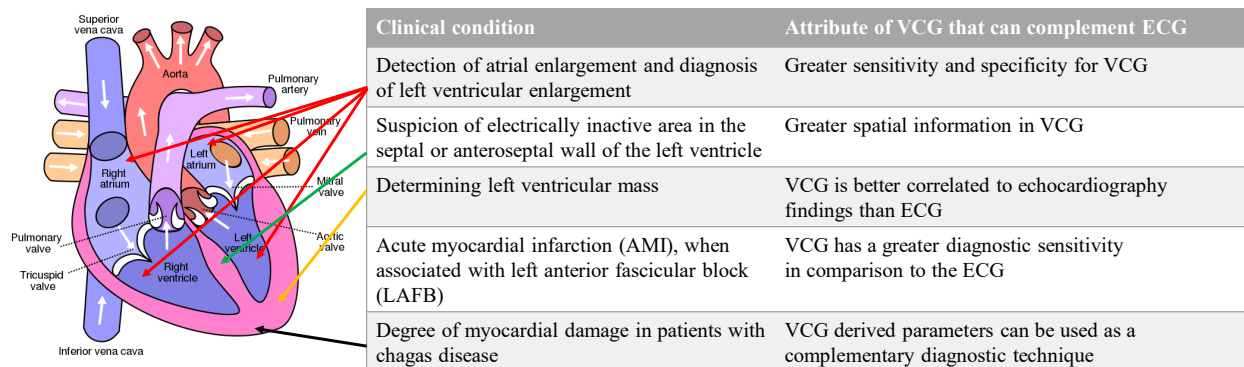 Superior
vena cava
Aorta
Pulmonary
artery
Pulmonary
vein
Left
atrium
Right
atrium
Mitral
valve
Pulmonary
valve
Aortic
valve
Left
ventricle
Tricuspid
valve
Right
ventricle
Inferior vena cava
Clinical condition
Attribute of VCG that can complement ECG
Detection of atrial enlargement and diagnosis
of left ventricular enlargement
Greater sensitivity and specificity for VCG
Suspicion of electrically inactive area in the
septal or anteroseptal wall of the left ventricle
Greater spatial information in VCG
Determining left ventricular mass
VCG is better correlated to echocardiography
findings than ECG
Acute myocardial infarction (AMI), when
associated with left anterior fascicular block
(LAFB)
VCG has a greater diagnostic sensitivity
in comparison to the ECG
Degree of myocardial damage in patients with
chagas disease
VCG derived parameters can be used as a
complementary diagnostic technique